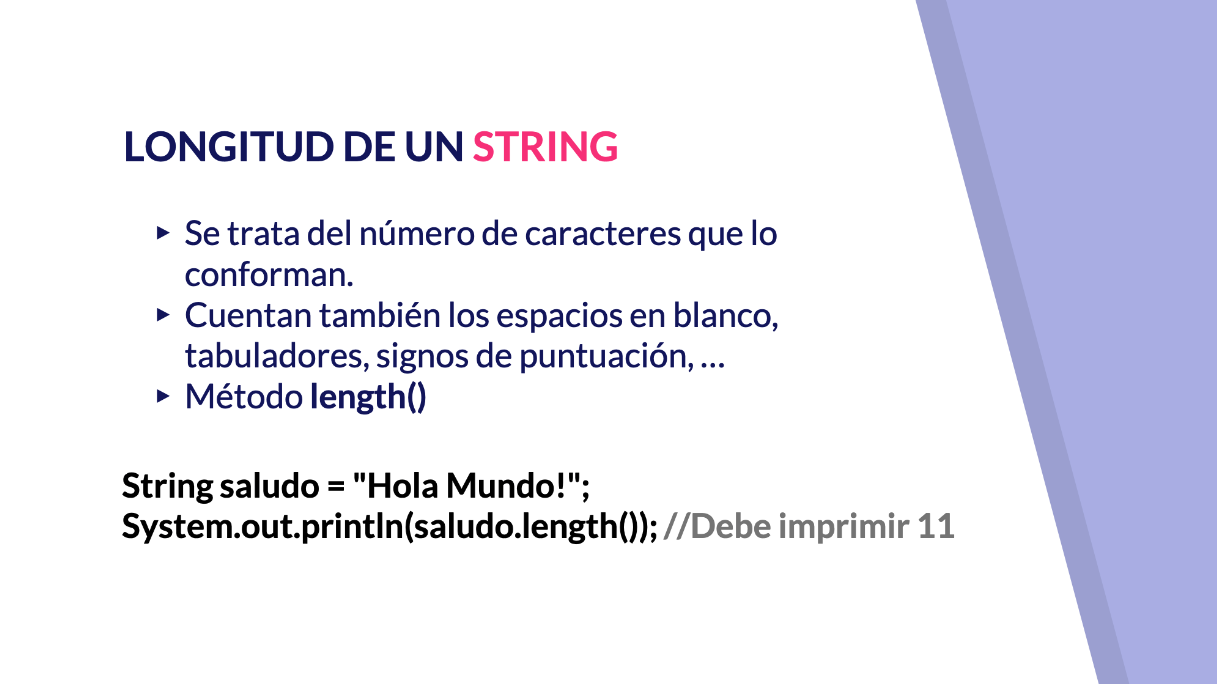 LONGITUD DE UN STRING
▸ Se trata del número de caracteres que lo
conforman.
▸ Cuentan también los espacios en blanco,
tabuladores, signos de puntuación, …
▸ Método length()
String saludo = "Hola Mundo!";
System.out.println(saludo.length()); //Debe imprimir 11